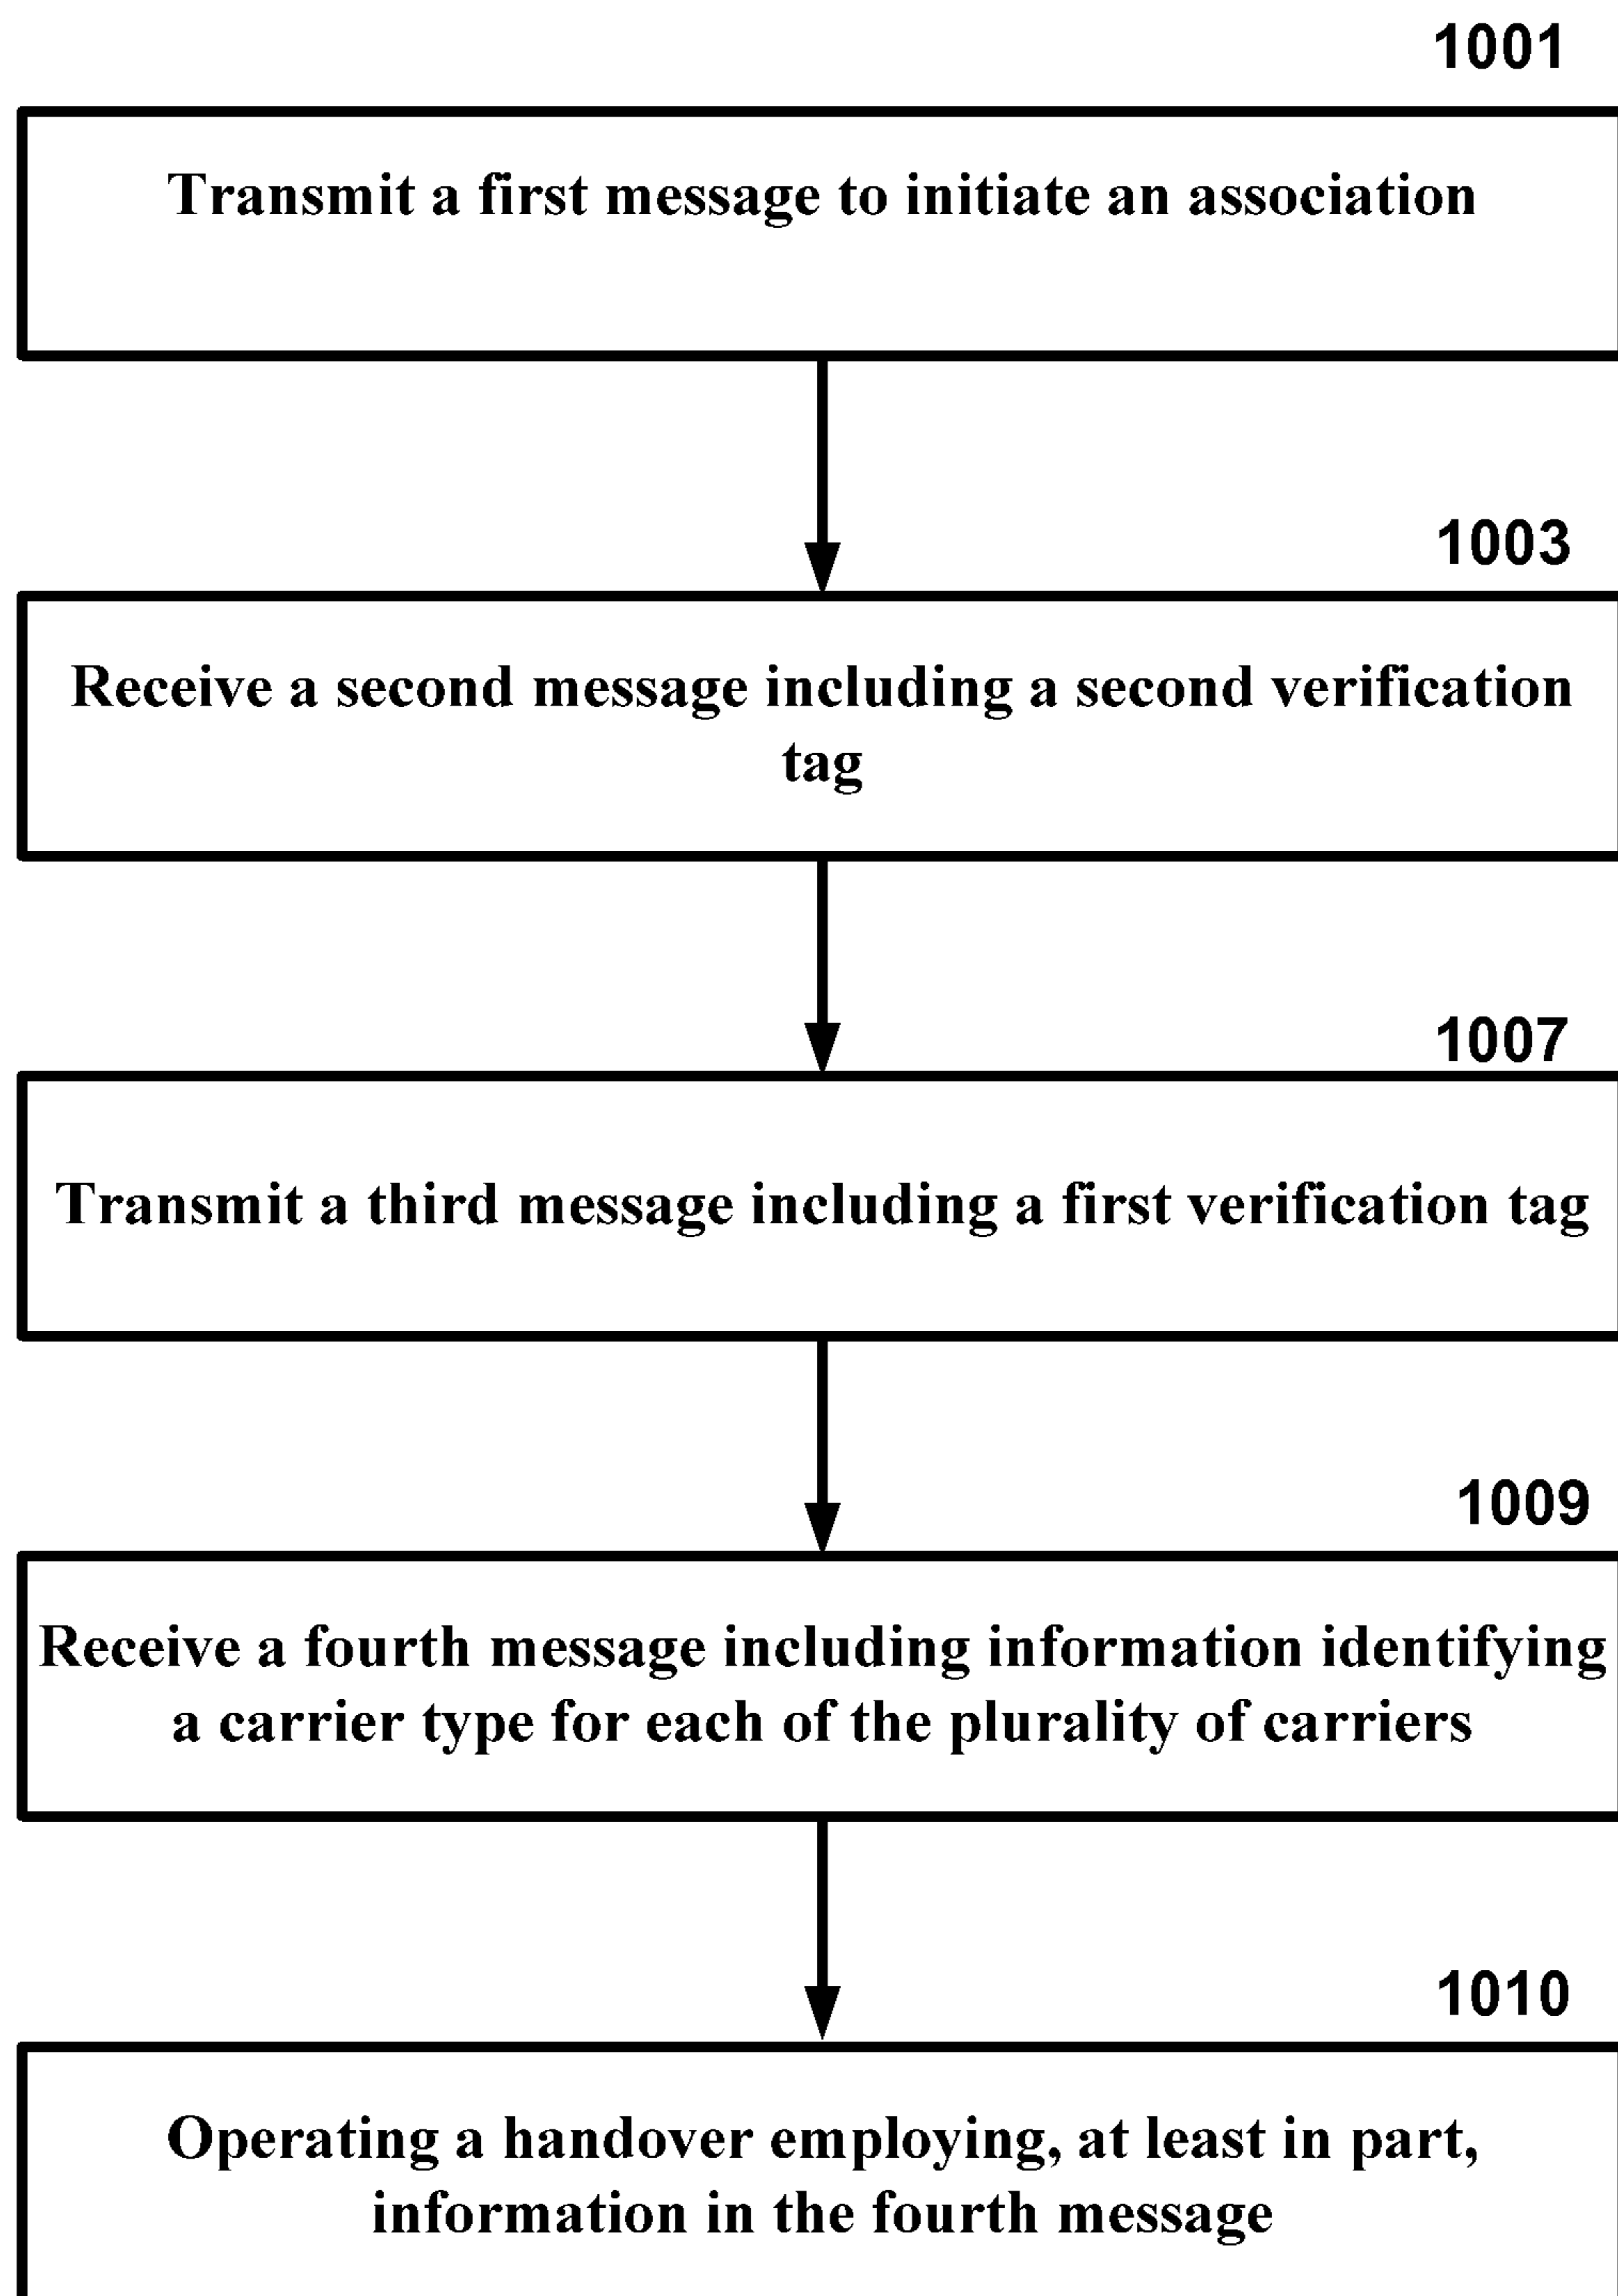 1001
Transmit a first message to initiate an association
1003
Receive a second message including a second verification
tag
1007
Transmit a third message including a first verification tag
1009
Receive a fourth message including information identifying
a carrier type for each of the plurality of carriers
1010
Operating a handover employing, at least in part,
information in the fourth message